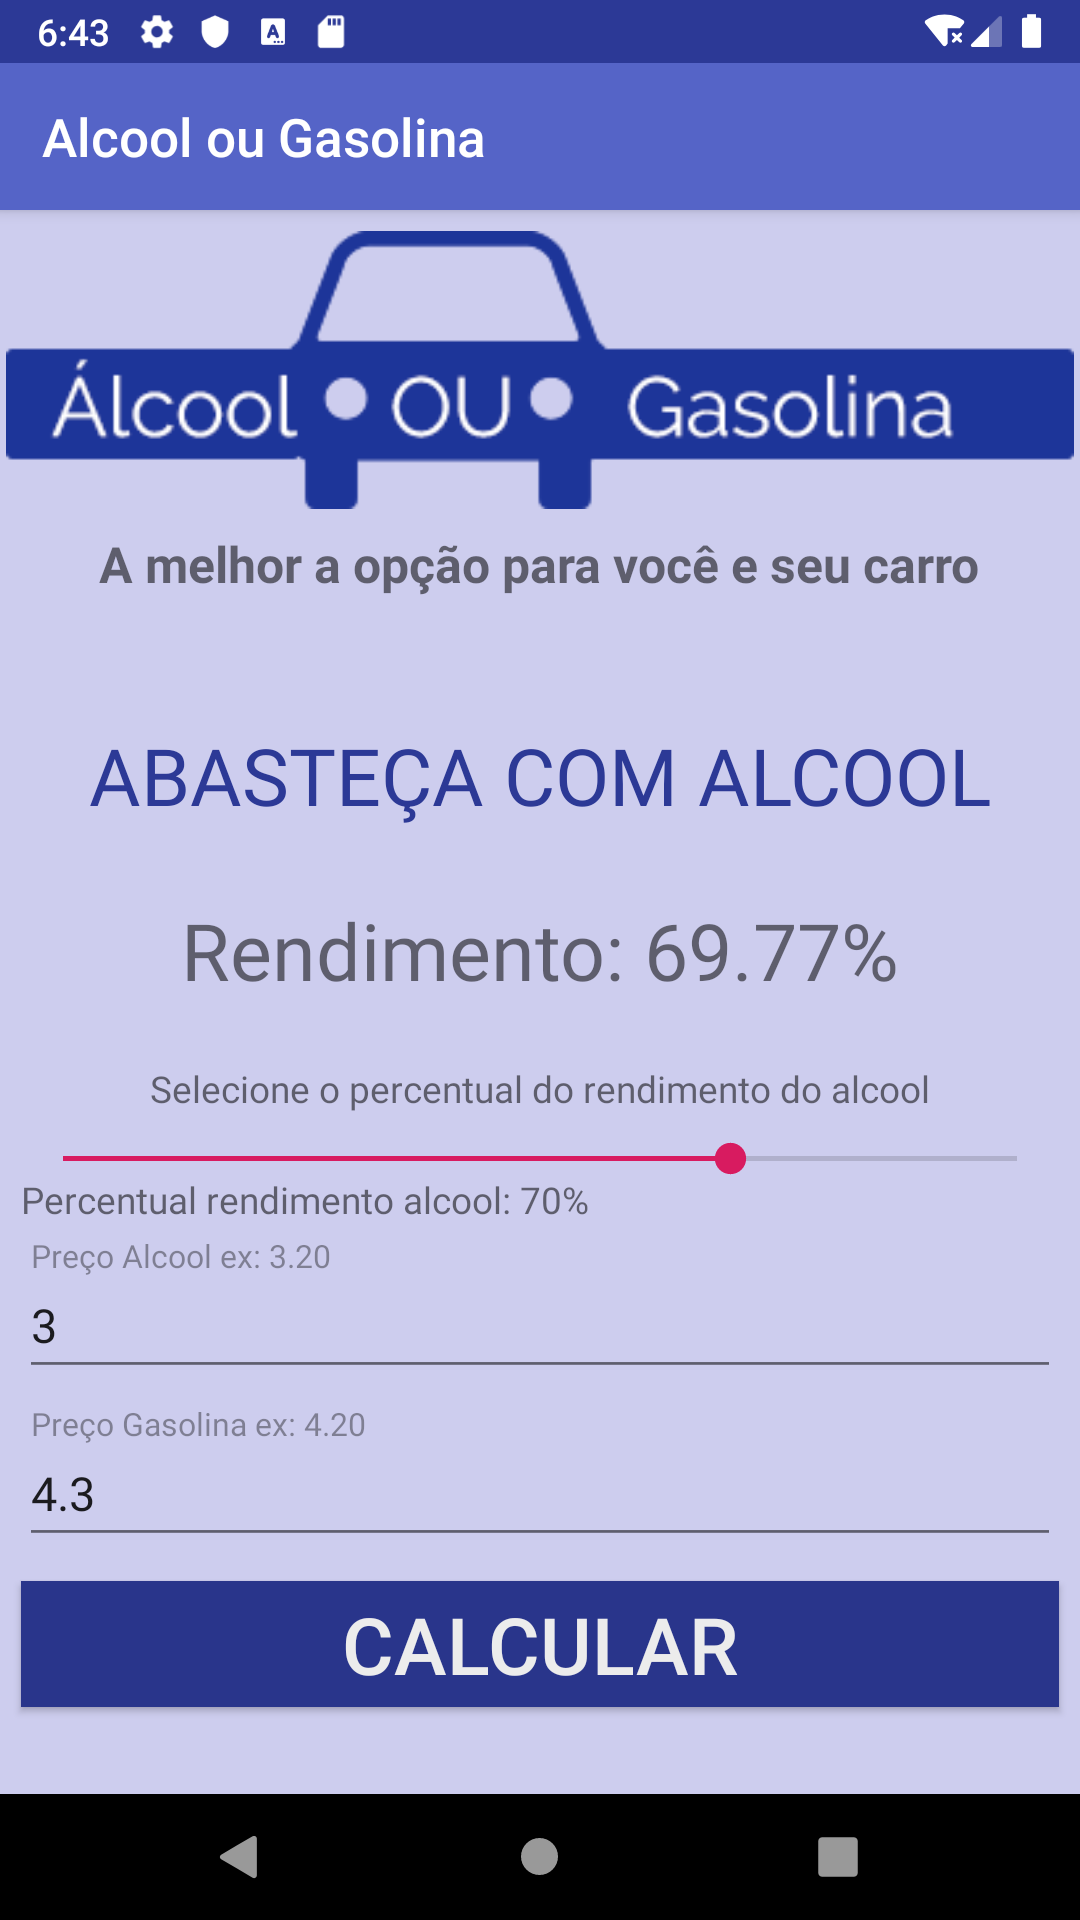 6:43
Alcool ou Gasolina
Álcool OU Gasolina
A melhor a opção para você e seu carro
ABASTEÇA COM ALCOOL
Rendimento: 69.77%
Selecione o percentual do rendimento do alcool
Percentual rendimento alcool: 70%
Preço Alcool ex: 3.20
3
Preço Gasolina ex: 4.20
4.3
CALCULAR